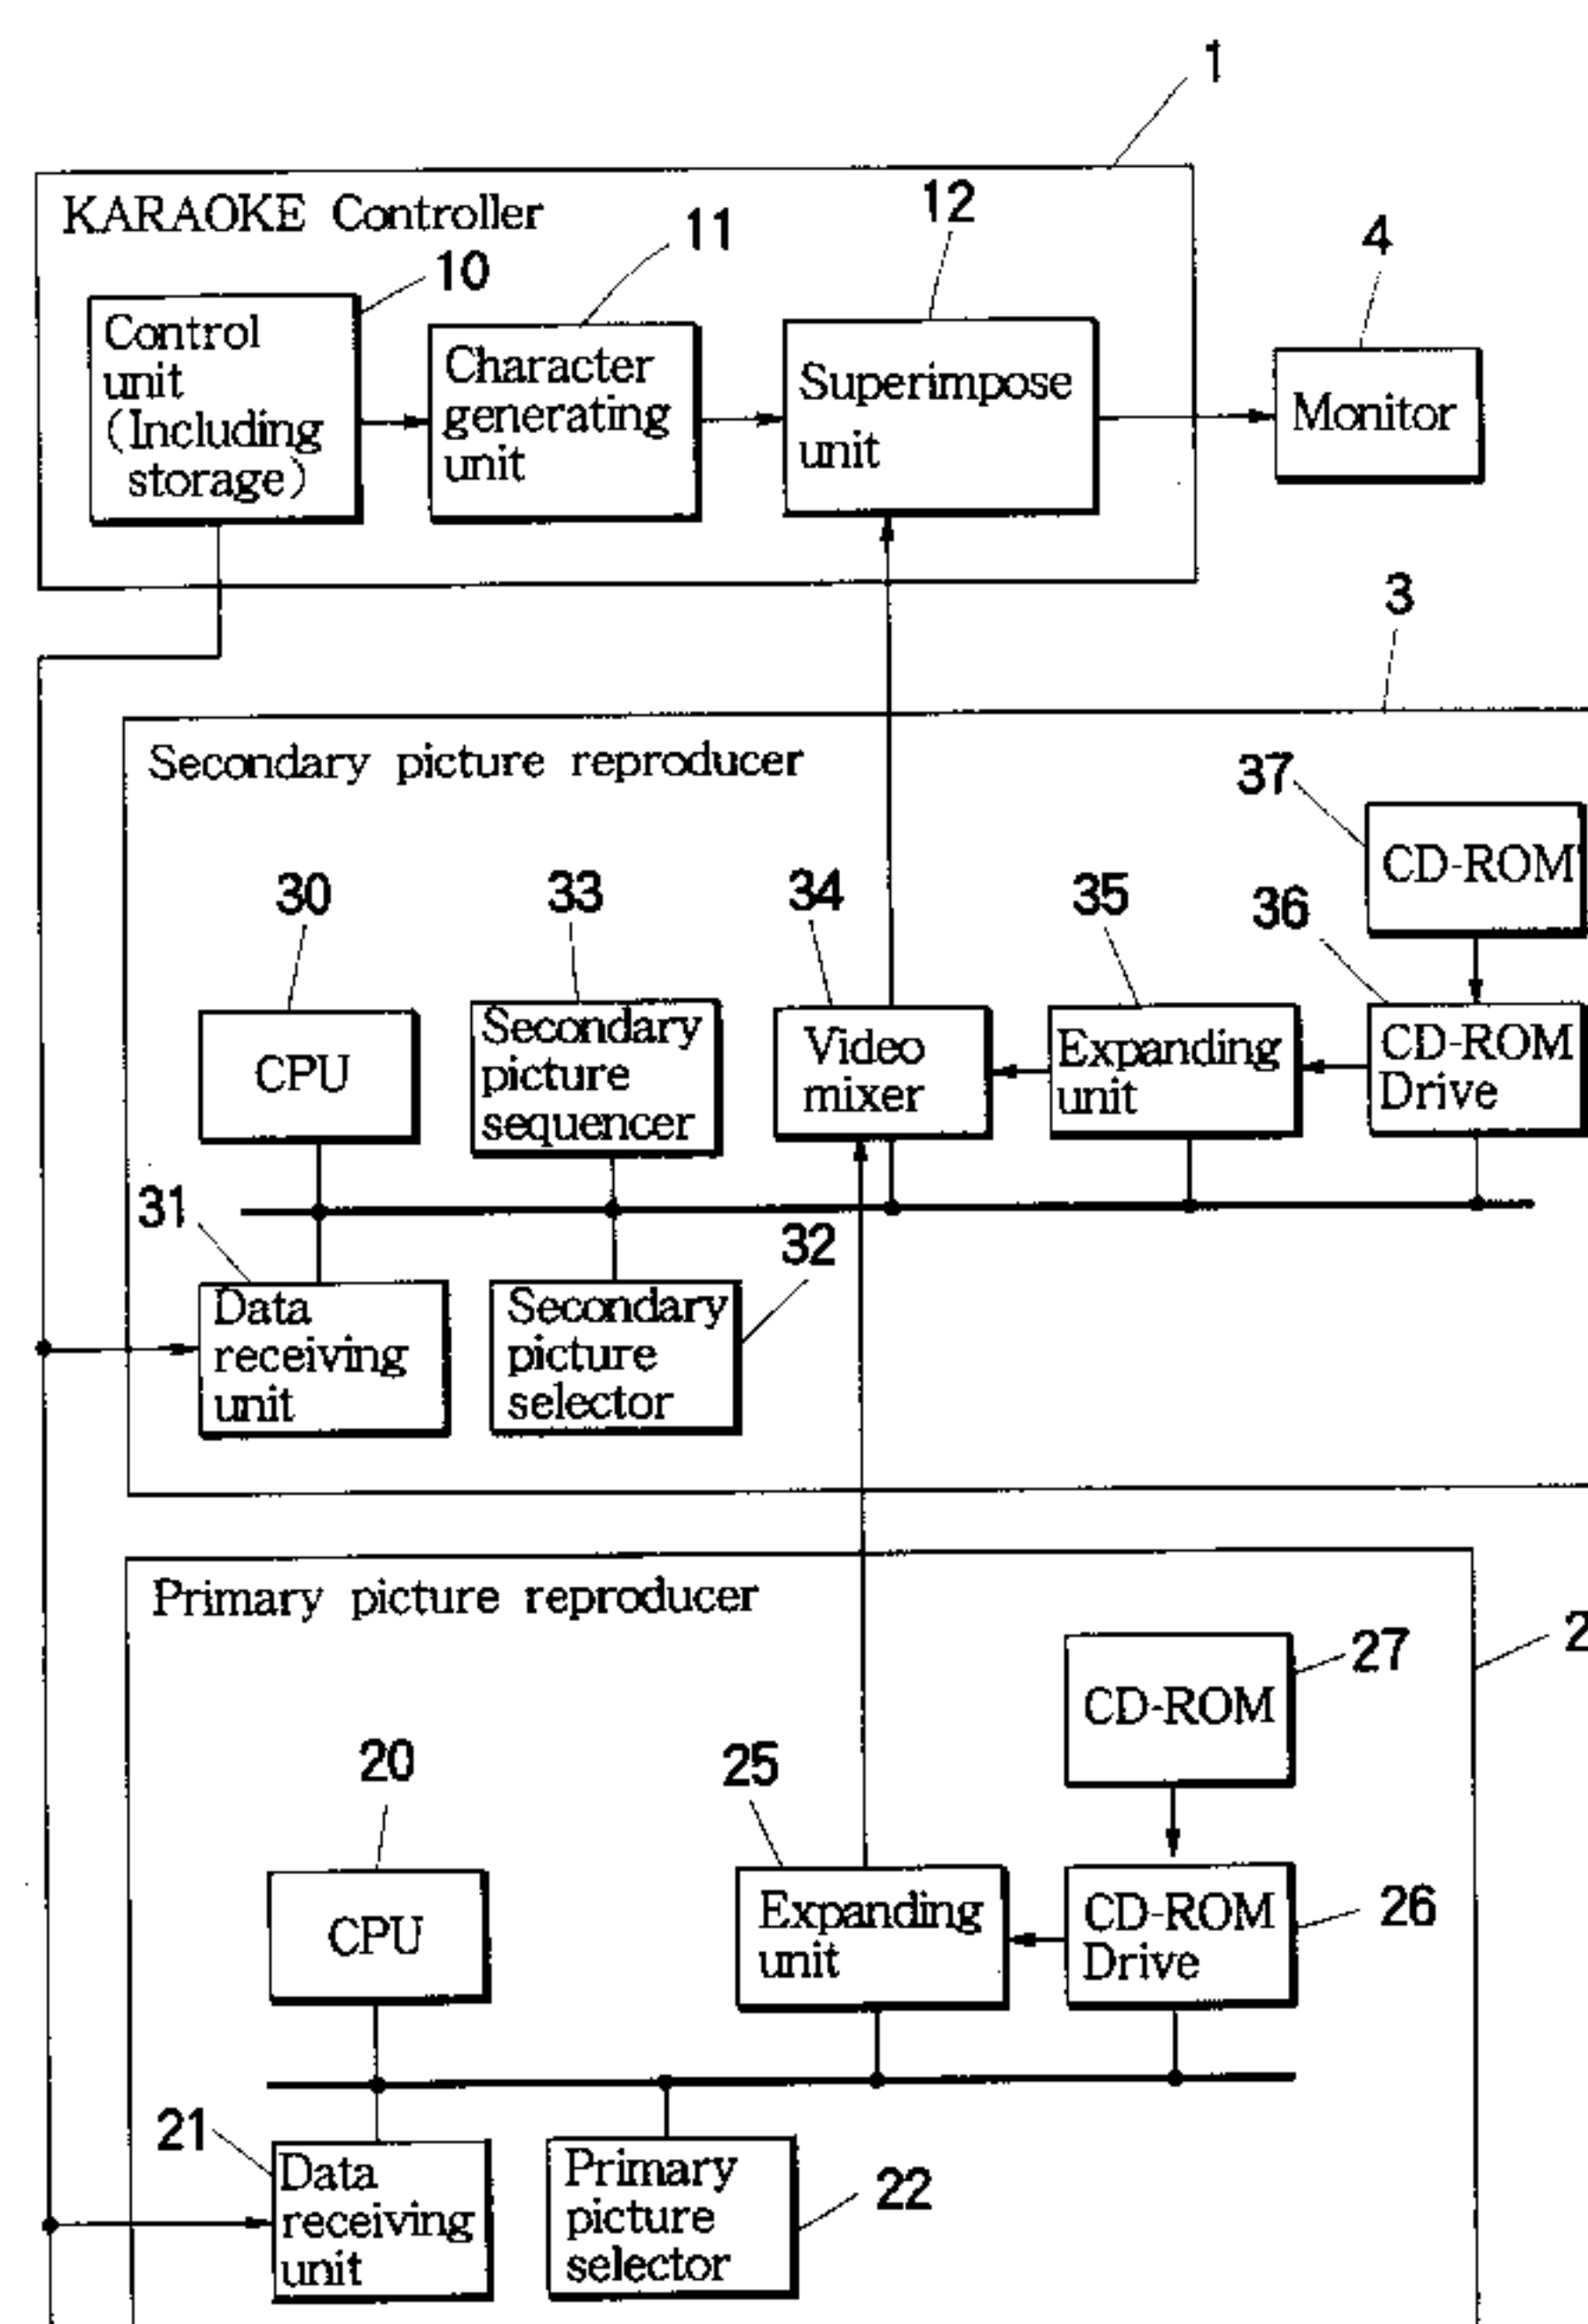 1
KARAOKE Controller
12
11
10
4
Control
unit
(Including
storage)
Character
generating
unit
Superimpose
unit
Monitor
3
Secondary picture reproducer
37
CD-ROM
30
33
34
35
36
CPU
Secondary
picture
sequencer
Video
mixer
Expanding
unit
CD-ROM
Drive
31
32
Data
receiving
unit
Secondary
picture
selector
Primary picture reproducer
2
27
CD-ROM
20
25
CPU
Expanding
unit
CD-ROM
Drive
26
21
Data
receiving
unit
Primary
picture
selector
22